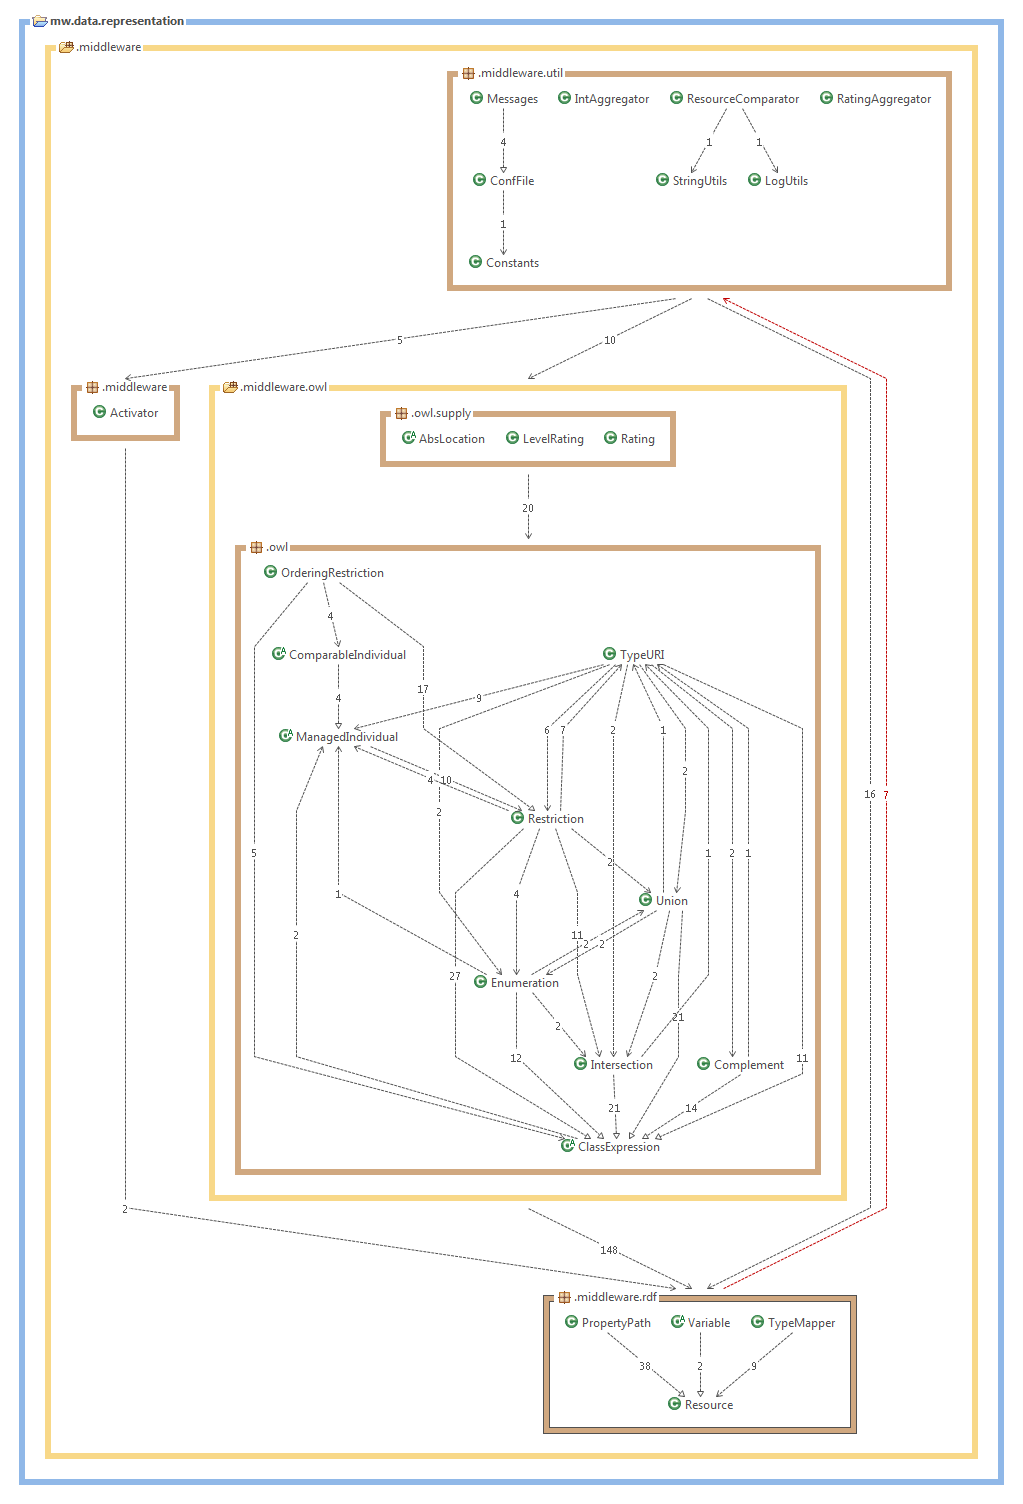 mw.data.representation
.middleware
.middleware.util
Messages IntAggregator ResourceComparator RatingAggregator
4 1 1
ConfFile StringUtils LogUtils
1
Constants
5 10
.middleware .middleware.owl
Activator
.owl.supply
AbsLocation LevelRating Rating
20
.owl
OrderingRestriction
4
ComparableIndividual TypeURI
17
4 9
6 7 2 1
ManagedIndividual
2
4 10
16 7
2
Restriction
5 1 2 1
2
4
1
Union
2 11
2 2
27 2
Enumeration
21
2
12 11
Intersection Complement
21 14
ClassExpression
2
148
.middleware.rdf
PropertyPath Variable TypeMapper
38 2 9
Resource